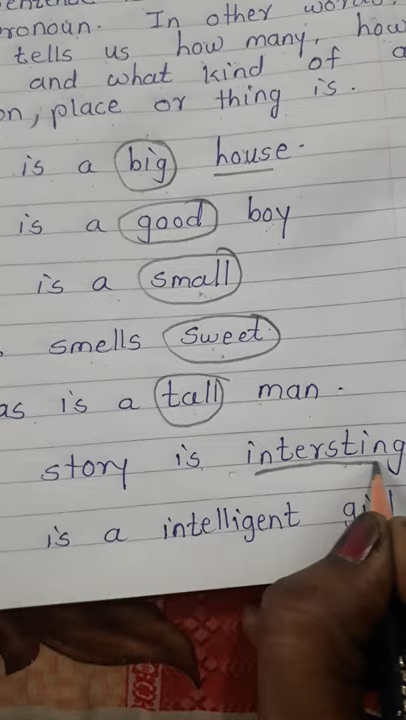 pronoun. In other words,
tells us how many, how
and what kind of a
on, place or thing is.
is a big house.
is a good boy
is a small
smells sweet.
as is a tall man.
story is intersting
is a intelligent